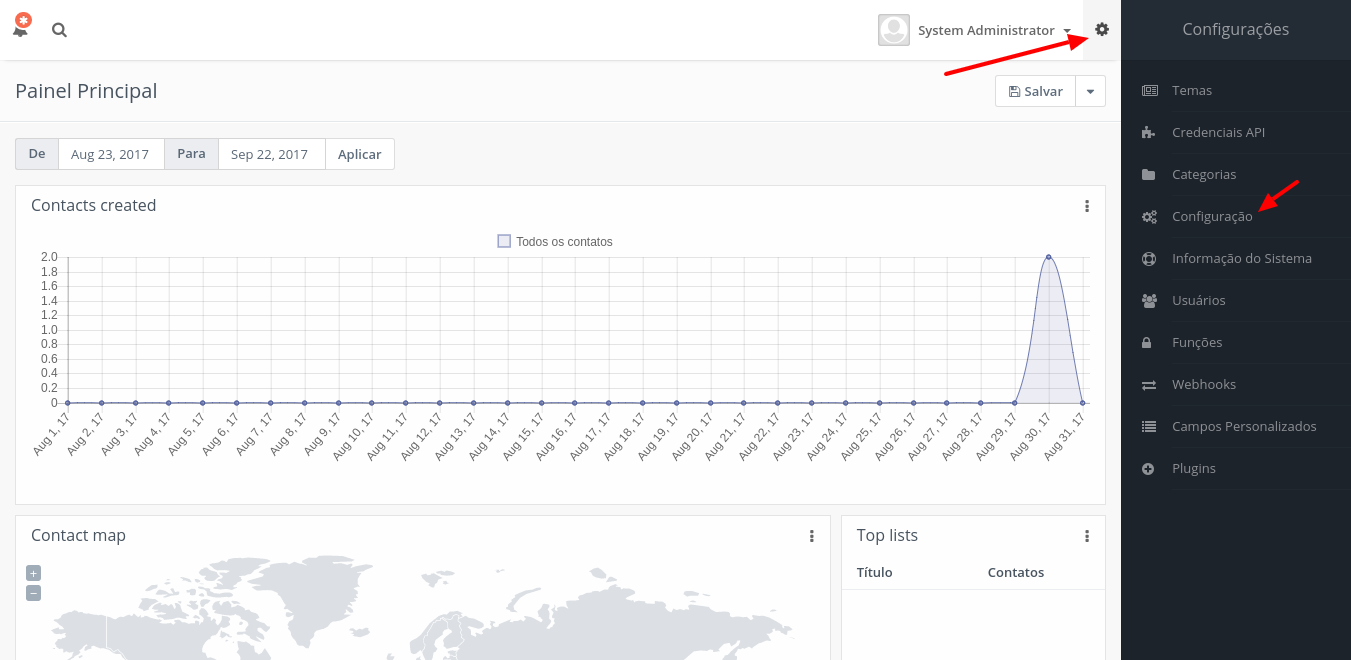 System Administrator
Configurações
Painel Principal
Salvar
De Aug 23, 2017 Para Sep 22, 2017 Aplicar
Contacts created
Todos os contatos
2.0
1.8
1.6
1.4
1.2
1.0
0.8
0.6
0.4
0.2
0
Aug 1, 17
Aug 2, 17
Aug 3, 17
Aug 4, 17
Aug 5, 17
Aug 6, 17
Aug 7, 17
Aug 8, 17
Aug 9, 17
Aug 10, 17
Aug 11, 17
Aug 12, 17
Aug 13, 17
Aug 14, 17
Aug 15, 17
Aug 16, 17
Aug 17, 17
Aug 18, 17
Aug 19, 17
Aug 20, 17
Aug 21, 17
Aug 22, 17
Aug 23, 17
Aug 24, 17
Aug 25, 17
Aug 26, 17
Aug 27, 17
Aug 28, 17
Aug 29, 17
Aug 30, 17
Aug 31, 17
Contact map
+
−
Top lists
Título Contatos
Temas
Credenciais API
Categorias
Configuração
Informação do Sistema
Usuários
Funções
Webhooks
Campos Personalizados
Plugins